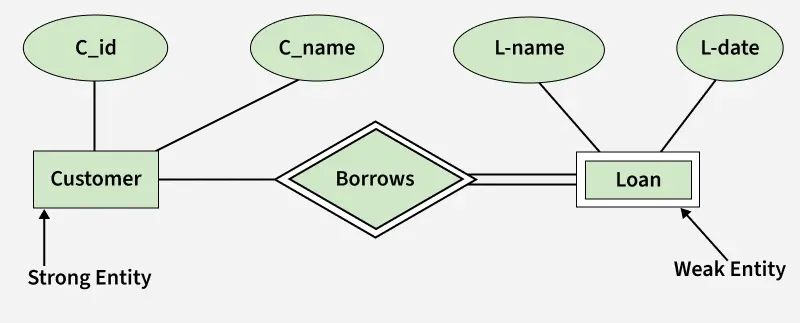 C_id
C_name
L-name
L-date
Customer
Borrows
Loan
Strong Entity
Weak Entity